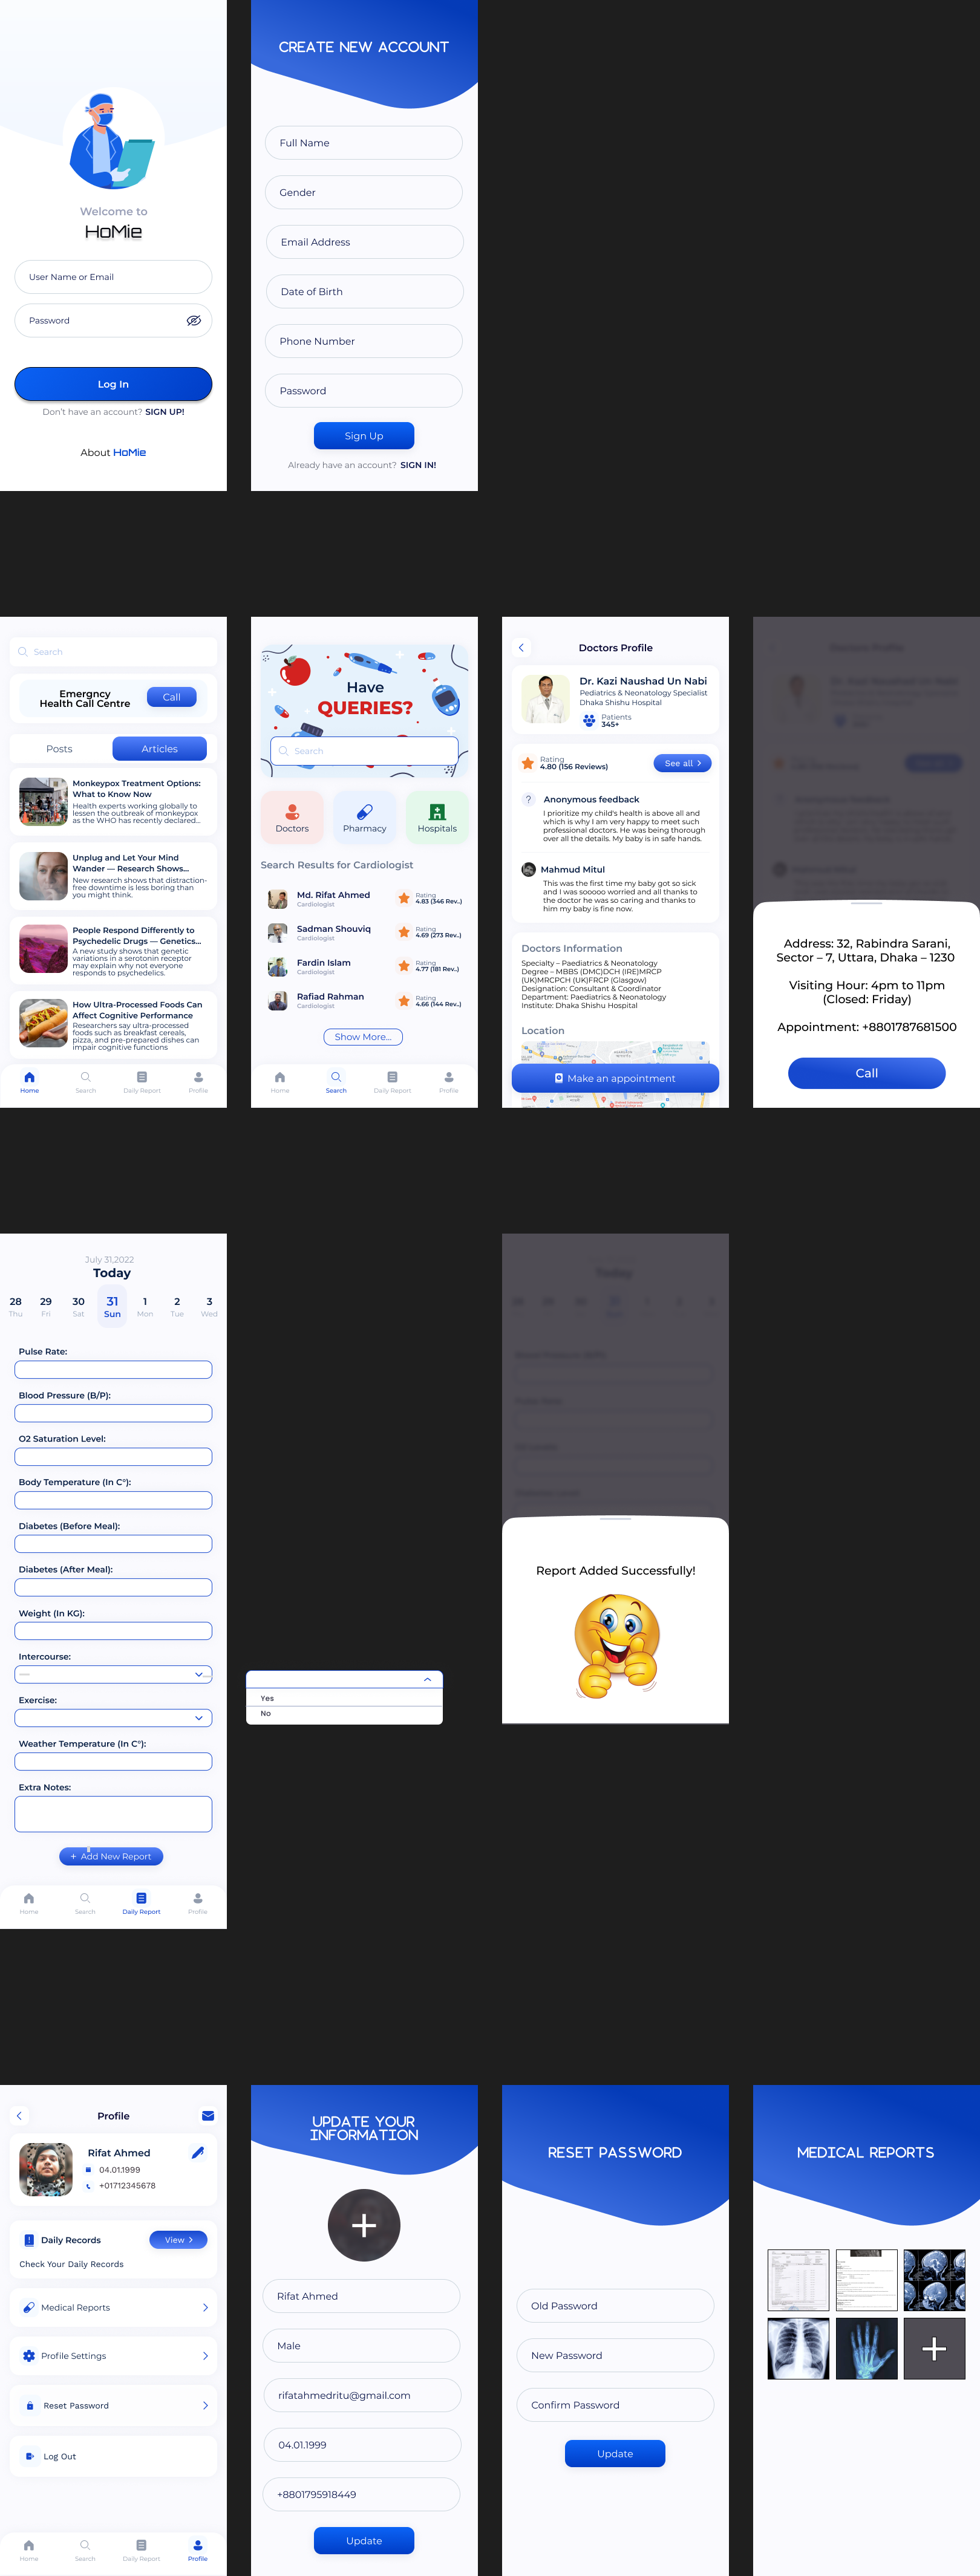 Welcome to
HoMie
User Name or Email
Password
Log In
Don't have an account? SIGN UP!
About HoMie
CREATE NEW ACCOUNT
Full Name
Gender
Email Address
Date of Birth
Phone Number
Password
Sign Up
Already have an account? SIGN IN!
Search
Emergncy
Health Call Centre
Call
Posts
Articles
Monkeypox Treatment Options:
What to Know Now
Health experts working globally to
lessen the outbreak of monkeypox
as the WHO has recently declared...
Unplug and Let Your Mind
Wander — Research Shows...
New research shows that distraction-
free downtime is less boring than
you might think.
People Respond Differently to
Psychedelic Drugs — Genetics...
A new study shows that genetic
variations in a serotonin receptor
may explain why not everyone
responds to psychedelics.
How Ultra-Processed Foods Can
Affect Cognitive Performance
Researchers say ultra-processed
foods such as breakfast cereals,
pizza, and pre-prepared dishes can
impair cognitive functions
Home
Search
Daily Report
Profile
Have
QUERIES?
Search
Doctors
Pharmacy
Hospitals
Search Results for Cardiologist
Md. Rifat Ahmed
Cardiologist
Rating
4.83 (346 Rev..)
Sadman Shouviq
Cardiologist
Rating
4.69 (273 Rev..)
Fardin Islam
Cardiologist
Rating
4.77 (181 Rev..)
Rafiad Rahman
Cardiologist
Rating
4.66 (144 Rev..)
Show More...
Home
Search
Daily Report
Profile
Doctors Profile
Dr. Kazi Naushad Un Nabi
Pediatrics & Neonatology Specialist
Dhaka Shishu Hospital
Patients
345+
Rating
4.80 (156 Reviews)
See all
?
Anonymous feedback
I prioritize my child's health is above all and
which is why I am very happy to meet such
professional doctors. He was being thorough
over all the details. My baby is in safe hands.
Mahmud Mitul
This was the first time my baby got so sick
and I was sooooo worried and all thanks to
the doctor he was so caring and thanks to
him my baby is fine now.
Doctors Information
Specialty – Paediatrics & Neonatology
Degree – MBBS (DMC)DCH (IRE)MRCP
(UK)MRCPCH (UK)FRCP (Glasgow)
Designation: Consultant & Coordinator
Department: Paediatrics & Neonatology
Institute: Dhaka Shishu Hospital
Location
Make an appointment
Doctors Profile
Address: 32, Rabindra Sarani,
Sector – 7, Uttara, Dhaka – 1230
Visiting Hour: 4pm to 11pm
(Closed: Friday)
Appointment: +8801787681500
Call
July 31,2022
Today
28 29 30 31 1 2 3
Thu Fri Sat Sun Mon Tue Wed
Pulse Rate:
Blood Pressure (B/P):
O2 Saturation Level:
Body Temperature (In C°):
Diabetes (Before Meal):
Diabetes (After Meal):
Weight (In KG):
Intercourse:
Exercise:
Weather Temperature (In C°):
Extra Notes:
+ Add New Report
Home
Search
Daily Report
Profile
Yes
No
Today
Report Added Successfully!
Profile
Rifat Ahmed
04.01.1999
+01712345678
Daily Records
View
Check Your Daily Records
Medical Reports
Profile Settings
Reset Password
Log Out
Home
Search
Daily Report
Profile
UPDATE YOUR
INFORMATION
Rifat Ahmed
Male
rifatahmedritu@gmail.com
04.01.1999
+8801795918449
Update
RESET PASSWORD
Old Password
New Password
Confirm Password
Update
MEDICAL REPORTS